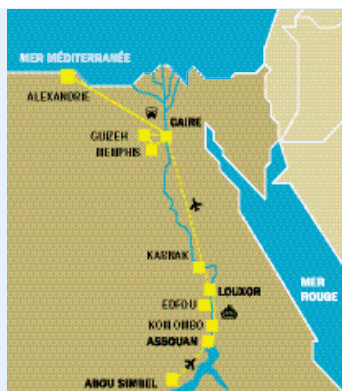 MER MÉDITERRANÉE
ALEXANDRIE
CAIRE
GUIZEH
MEMPHIS
KARNAK
LOUXOR
MER
ROUGE
EDFOU
KOM OMBO
ASSOUAN
ABOU SIMBEL